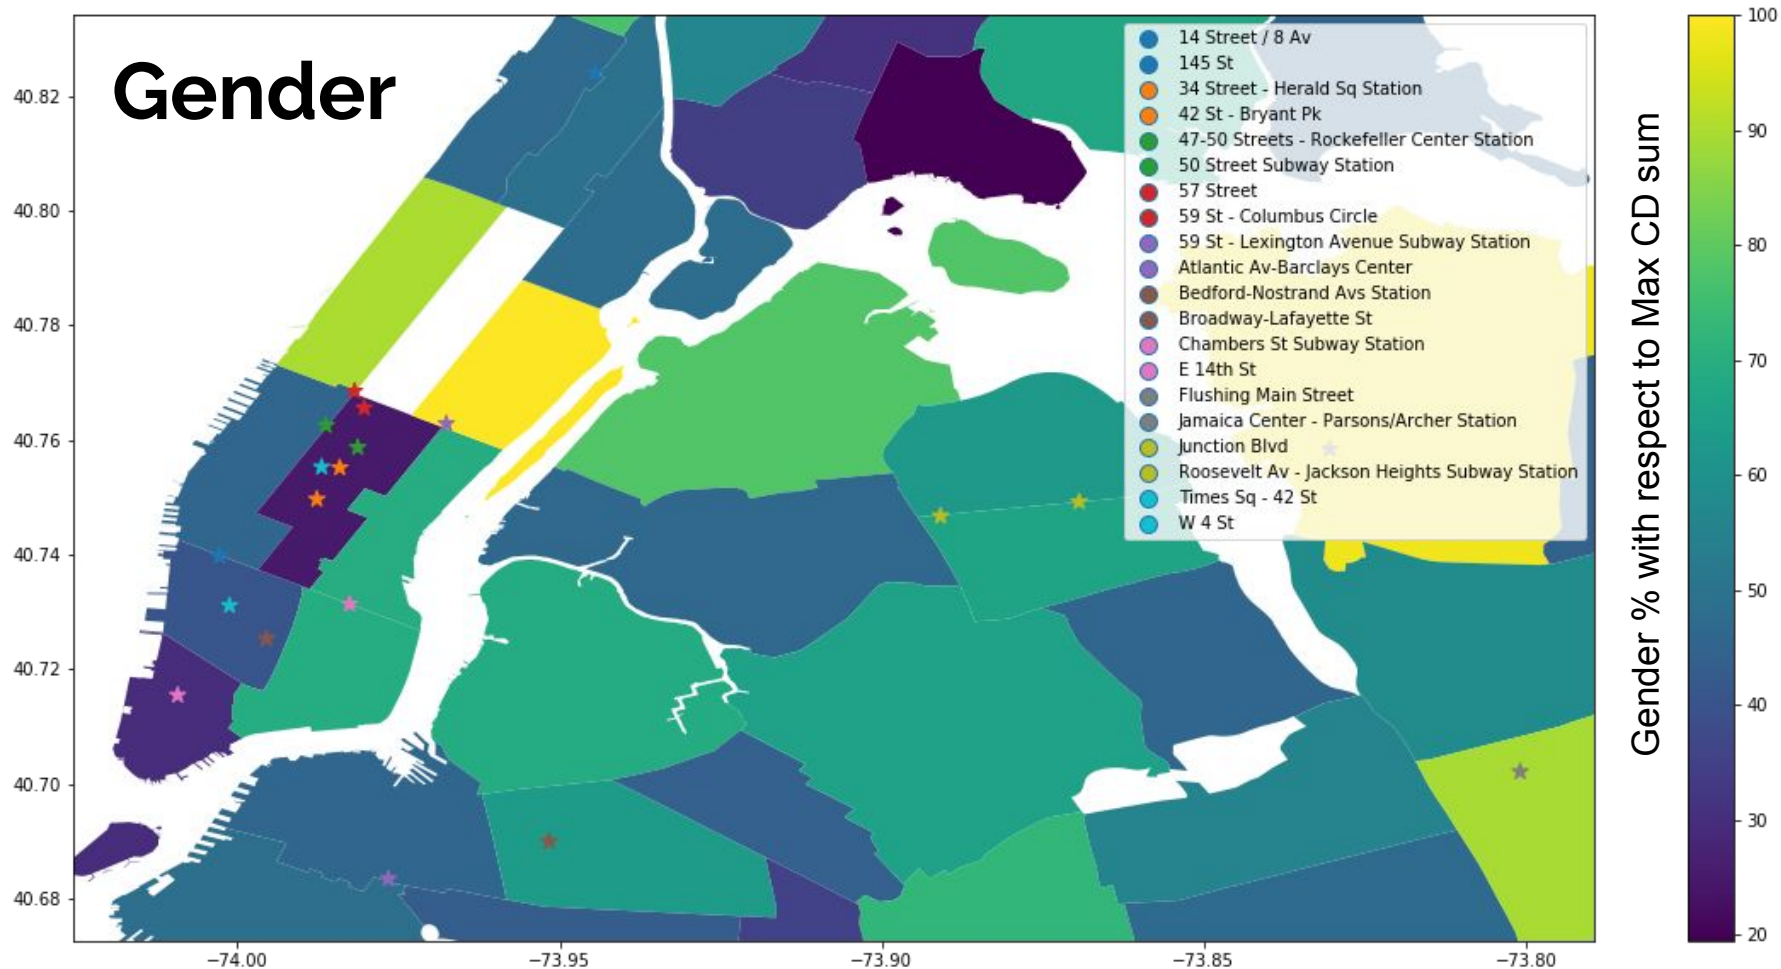 Gender
14 Street / 8 Av
145 St
34 Street - Herald Sq Station
42 St - Bryant Pk
47-50 Streets - Rockefeller Center Station
50 Street Subway Station
57 Street
59 St - Columbus Circle
59 St - Lexington Avenue Subway Station
Atlantic Av-Barclays Center
Bedford-Nostrand Avs Station
Broadway-Lafayette St
Chambers St Subway Station
E 14th St
Flushing Main Street
Jamaica Center - Parsons/Archer Station
Junction Blvd
Roosevelt Av - Jackson Heights Subway Station
Times Sq - 42 St
W 4 St
40.82
40.80
40.78
40.76
40.74
40.72
40.70
40.68
−74.00
−73.95
−73.90
−73.85
−73.80
Gender % with respect to Max CD sum
100
90
80
70
60
50
40
30
20